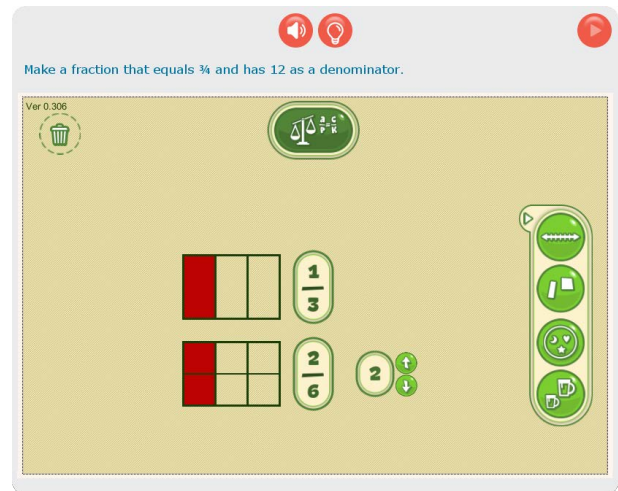 Make a fraction that equals ¾ and has 12 as a denominator.
Ver 0.306
a/P = c/K
1
3
2
6
2